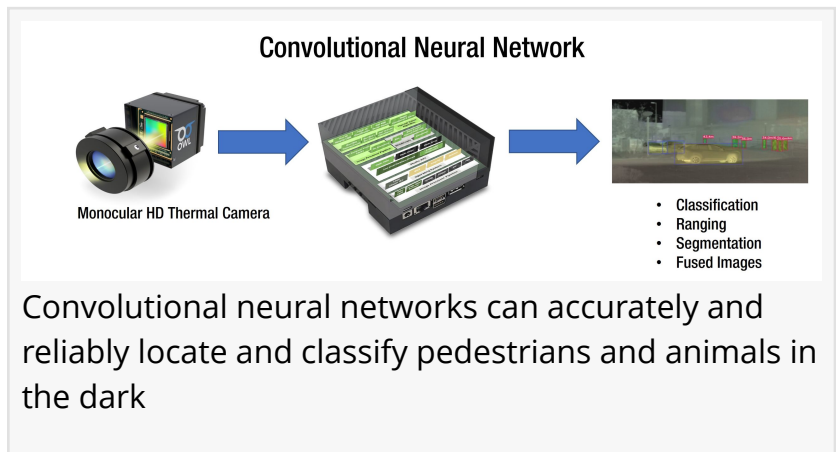 Convolutional Neural Network
OWL
Monocular HD Thermal Camera
• Classification
• Ranging
• Segmentation
• Fused Images
Convolutional neural networks can accurately and
reliably locate and classify pedestrians and animals in
the dark